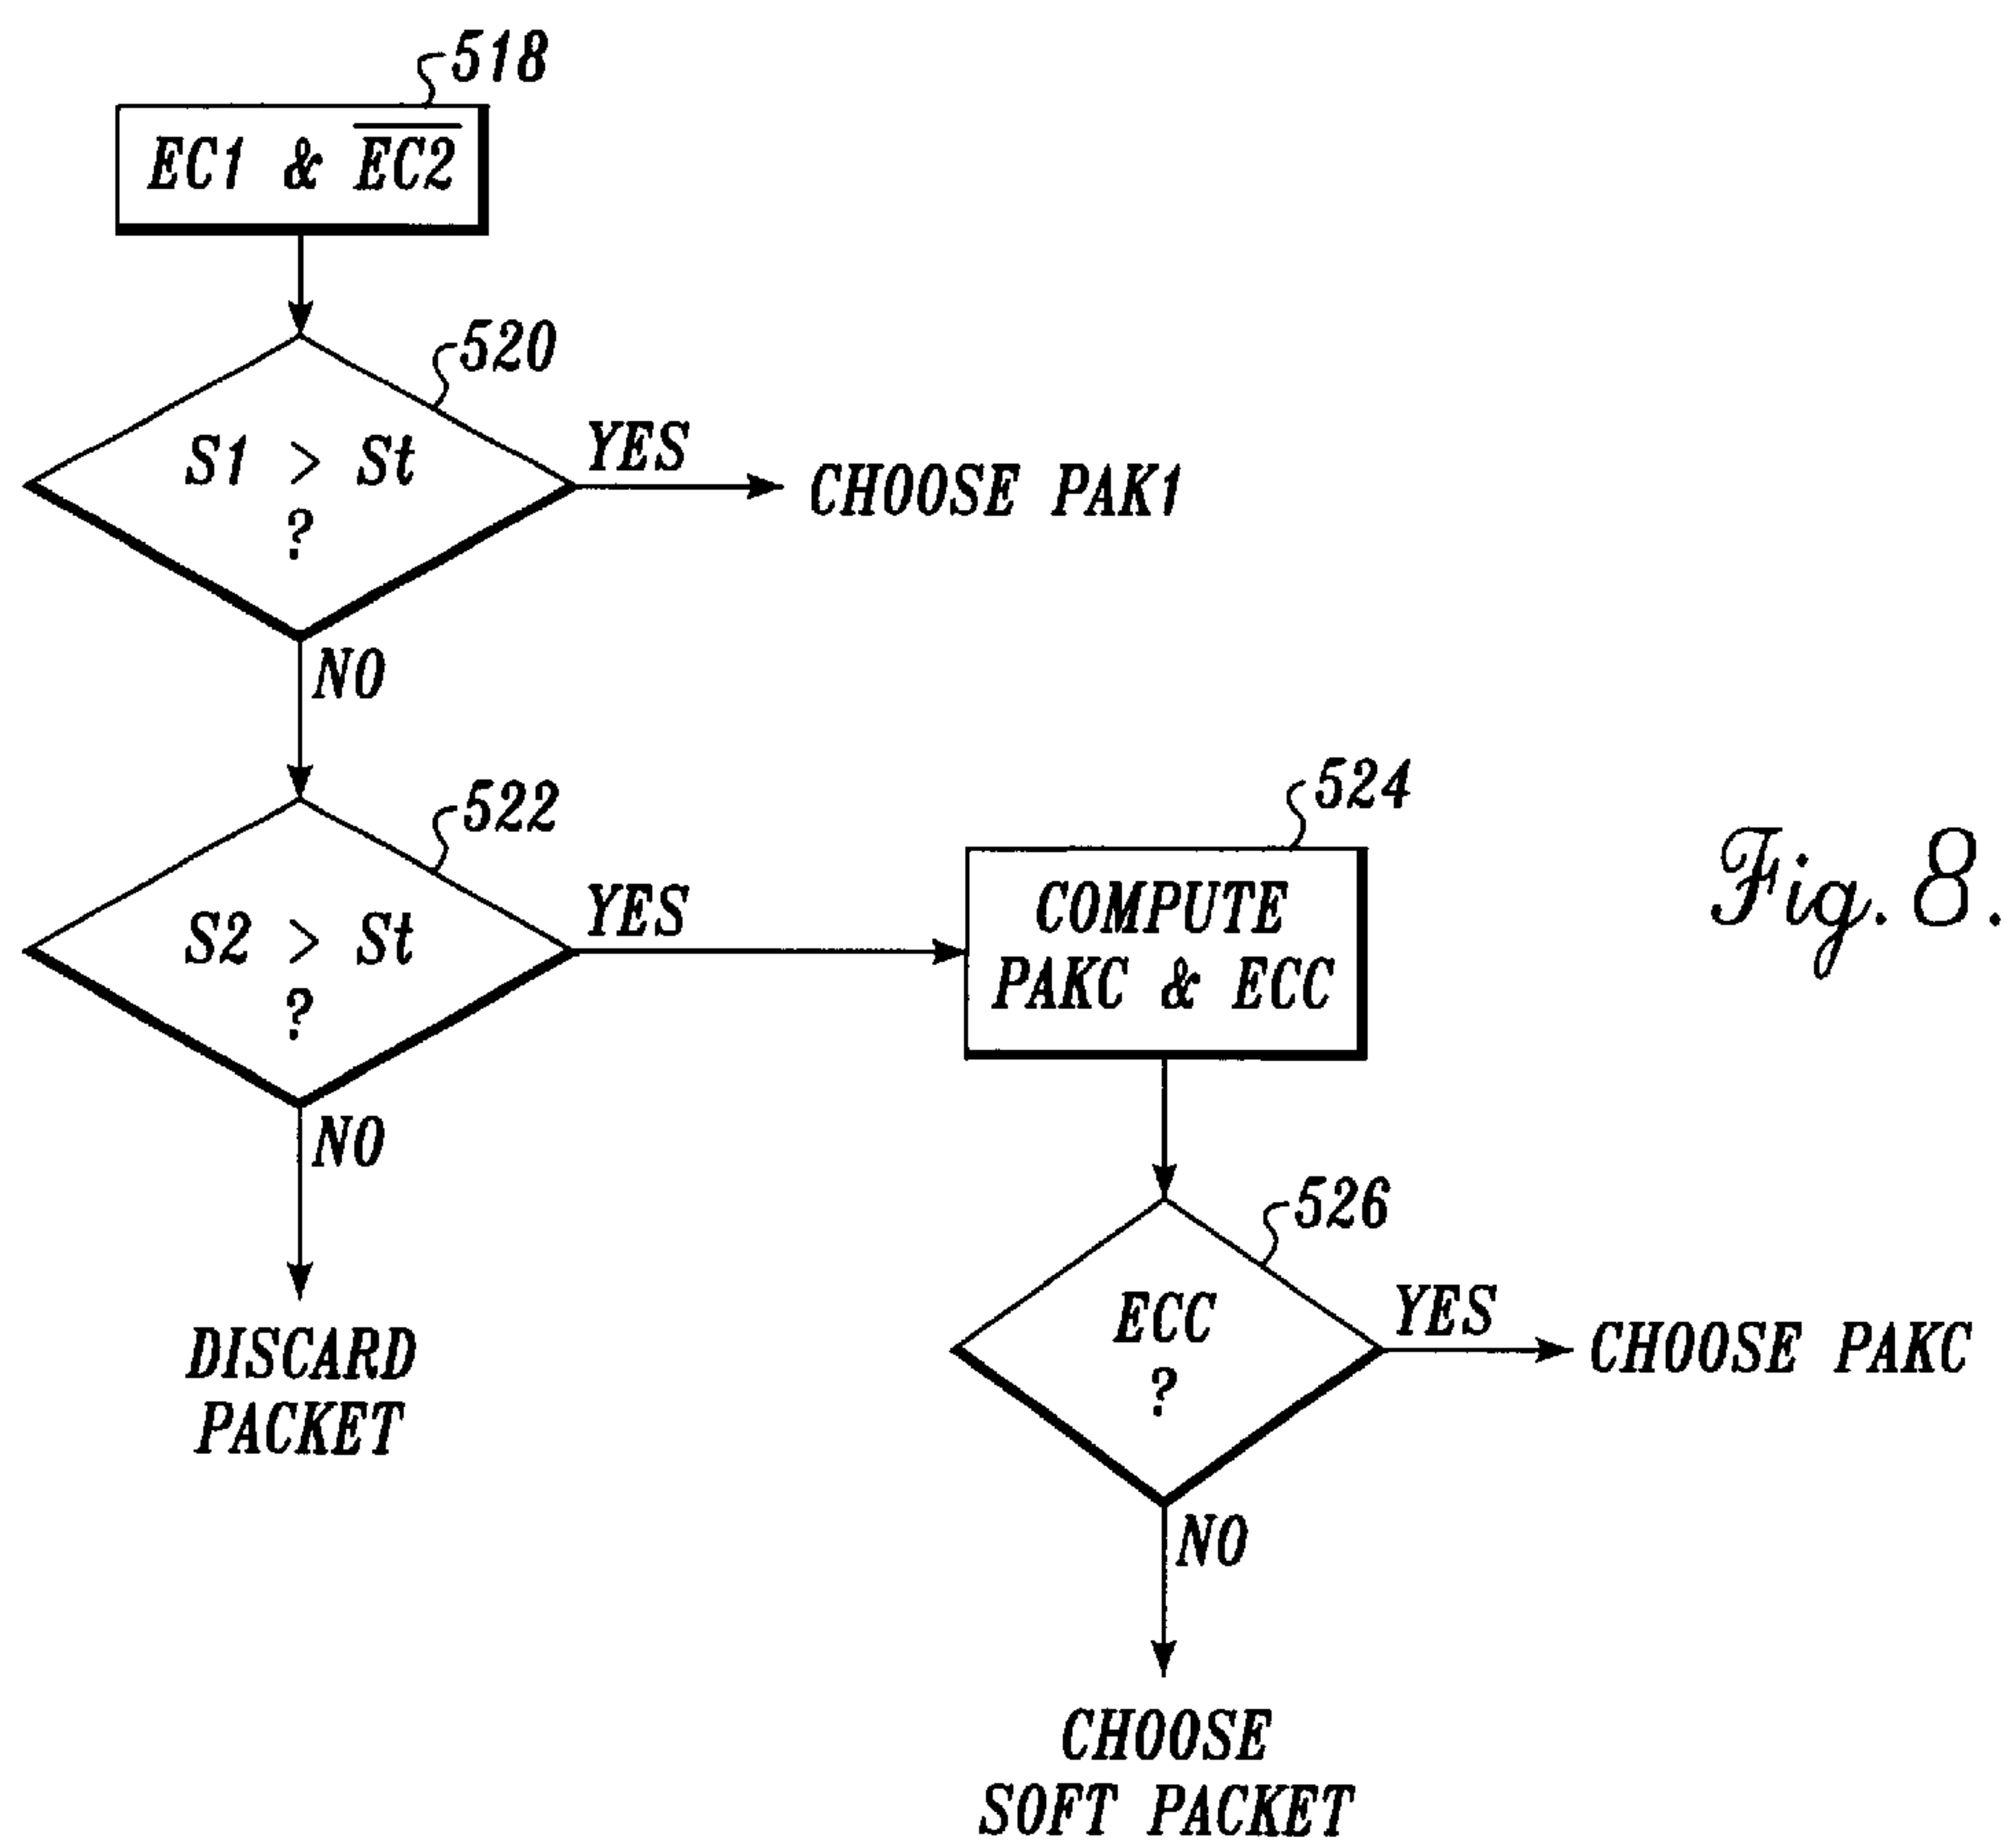 518
EC1 & E̅C̅2̅
520
S1 > St
?
YES
CHOOSE PAK1
NO
522
S2 > St
?
YES
524
COMPUTE
PAKC & ECC
Fig. 8.
NO
DISCARD
PACKET
526
ECC
?
YES
CHOOSE PAKC
NO
CHOOSE
SOFT PACKET